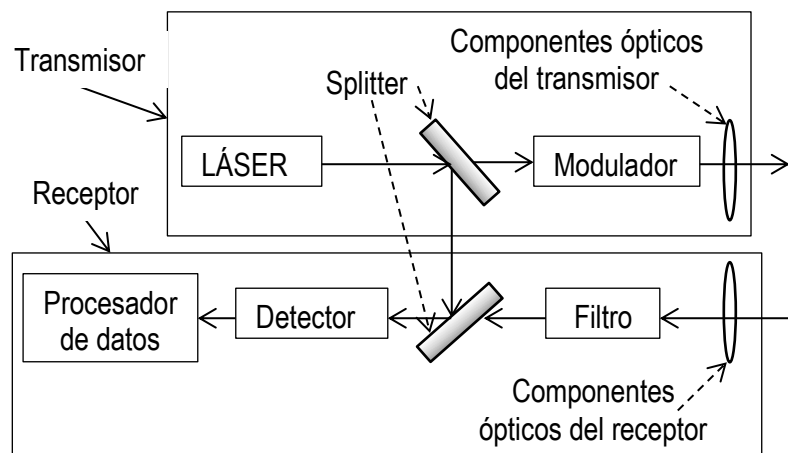 Componentes ópticos
del transmisor
Transmisor
Splitter
LÁSER
Modulador
Receptor
Procesador
de datos
Detector
Filtro
Componentes
ópticos del receptor